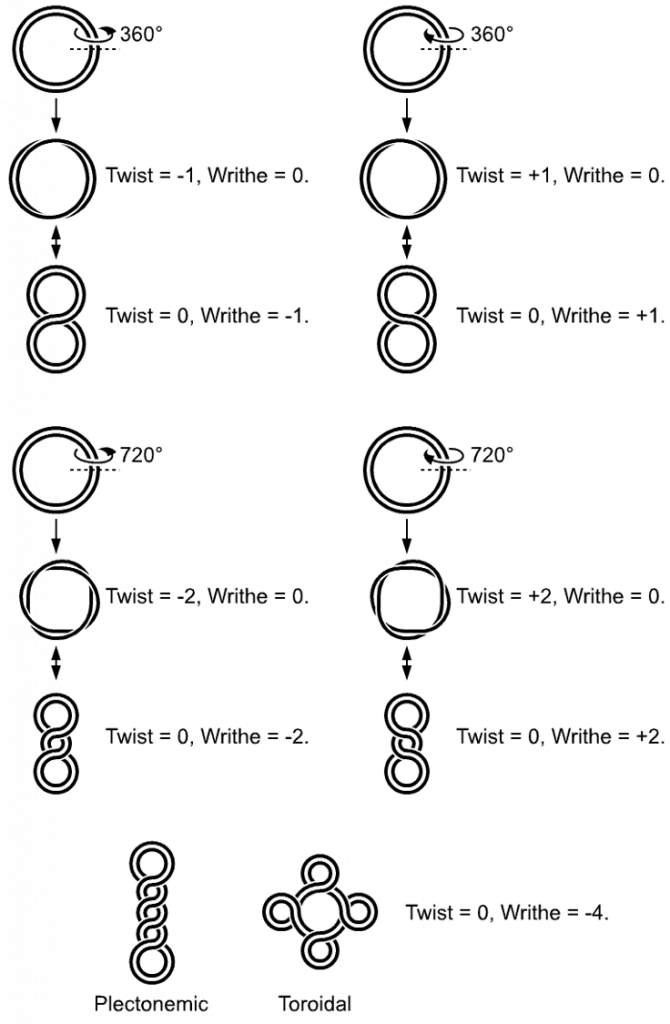 360° 360°
Twist = -1, Writhe = 0. Twist = +1, Writhe = 0.
Twist = 0, Writhe = -1. Twist = 0, Writhe = +1.
720° 720°
Twist = -2, Writhe = 0. Twist = +2, Writhe = 0.
Twist = 0, Writhe = -2. Twist = 0, Writhe = +2.
Twist = 0, Writhe = -4.
Plectonemic Toroidal